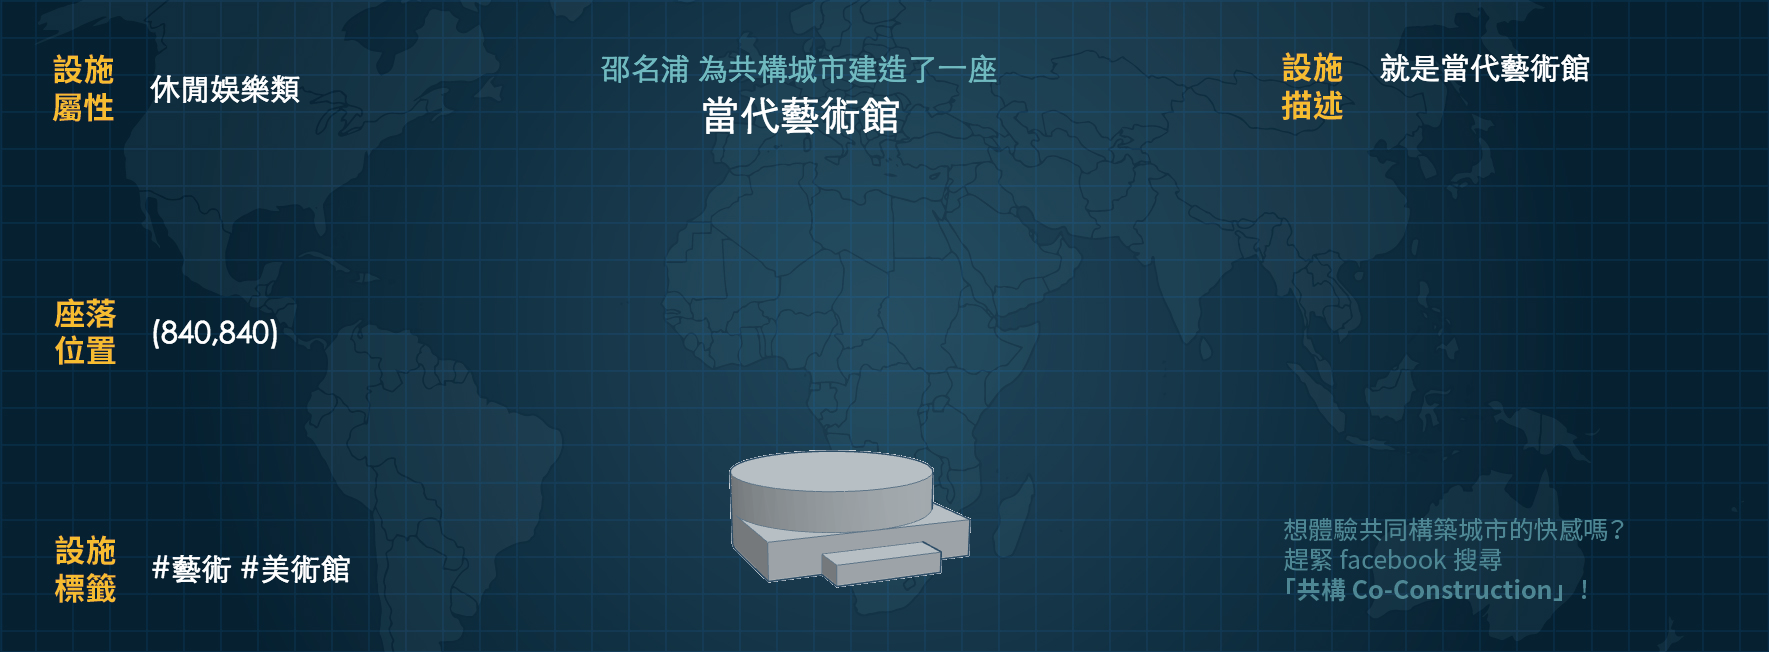 設施
屬性
休閒娛樂類
邵名浦 為共構城市建造了一座
當代藝術館
設施
描述
就是當代藝術館
座落
位置
(840,840)
設施
標籤
#藝術 #美術館
想體驗共同構築城市的快感嗎?
趕緊 facebook 搜尋
「共構 Co-Construction」!